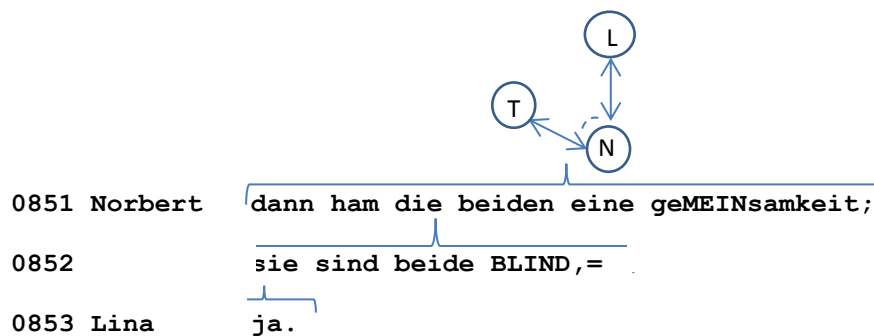 L
T
N
0851 Norbert dann ham die beiden eine geMEINsamkeit;
0852 sie sind beide BLIND,=
0853 Lina ja.